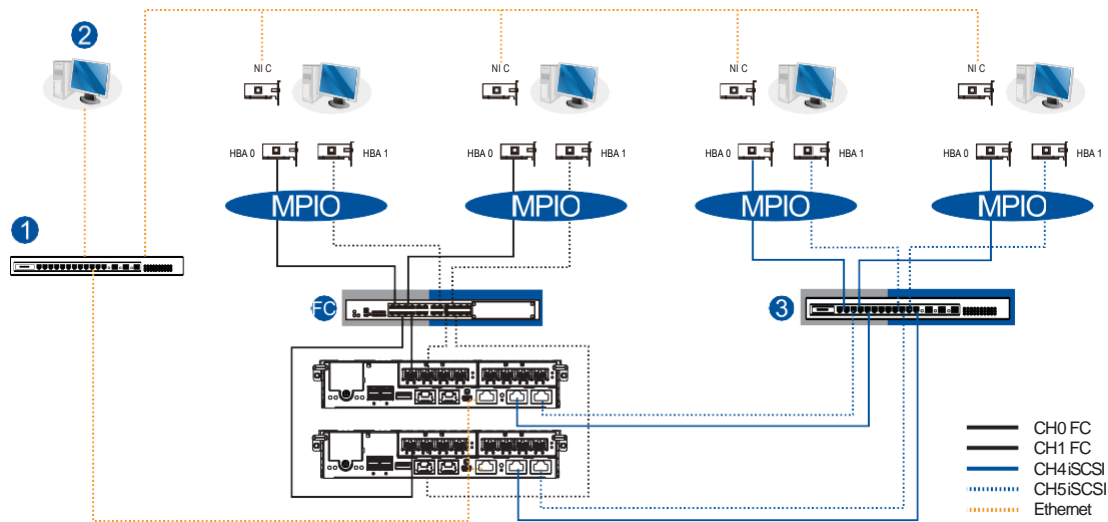 2
NI C
NI C
NI C
NI C
HBA 0
HBA 1
HBA 0
HBA 1
HBA 0
HBA 1
HBA 0
HBA 1
MPIO
MPIO
MPIO
MPIO
1
FC
3
CH0 FC
CH1 FC
CH4 iSCSI
CH5 iSCSI
Ethernet